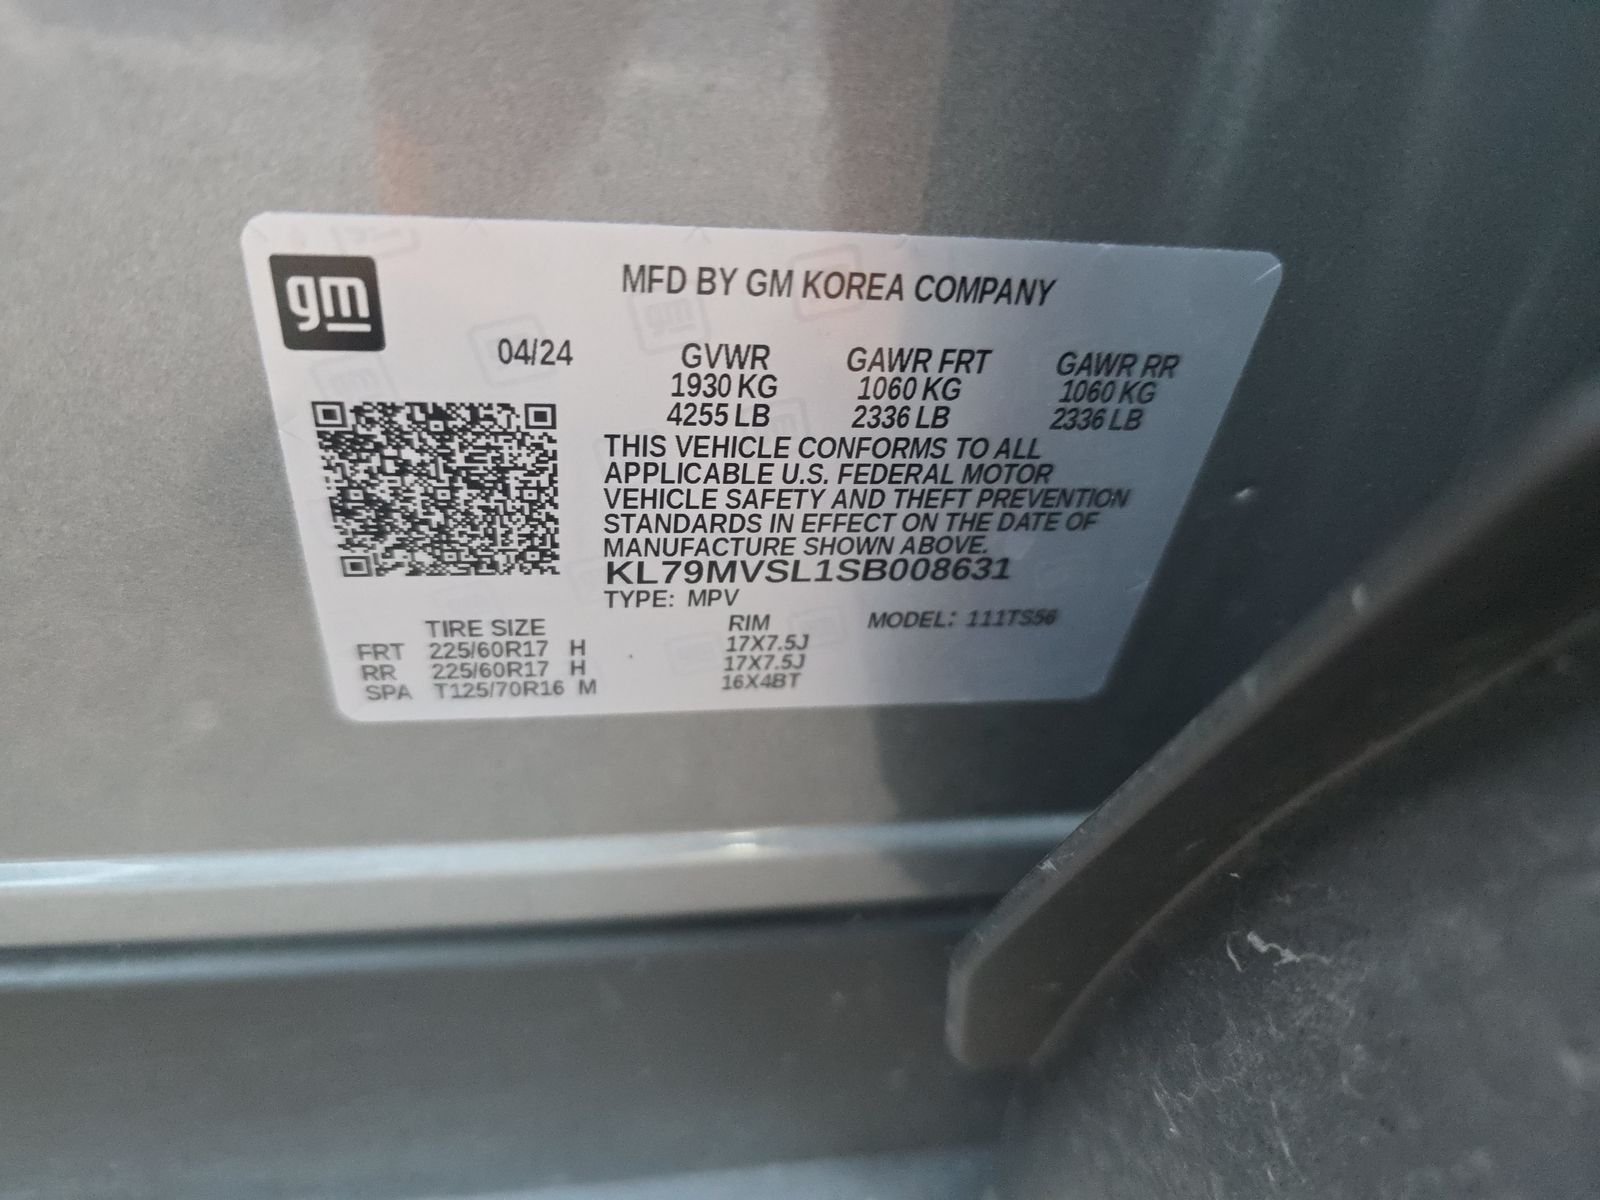 gm
MFD BY GM KOREA COMPANY
04/24 GVWR GAWR FRT GAWR RR
1930 KG 1060 KG 1060 KG
4255 LB 2336 LB 2336 LB
THIS VEHICLE CONFORMS TO ALL
APPLICABLE U.S. FEDERAL MOTOR
VEHICLE SAFETY AND THEFT PREVENTION
STANDARDS IN EFFECT ON THE DATE OF
MANUFACTURE SHOWN ABOVE.
KL79MVSL1SB008631
TYPE: MPV
TIRE SIZE RIM MODEL: 111TS56
FRT 225/60R17 H 17X7.5J
RR 225/60R17 H 17X7.5J
SPA T125/70R16 M 16X4BT